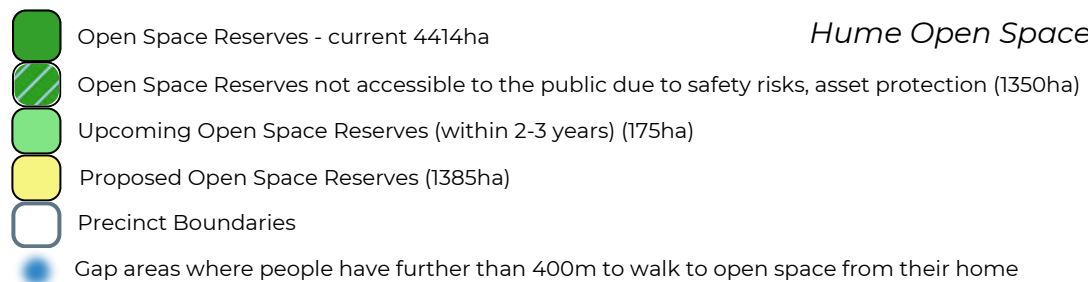 Hume Open Space
Open Space Reserves - current 4414ha
Open Space Reserves not accessible to the public due to safety risks, asset protection (1350ha)
Upcoming Open Space Reserves (within 2-3 years) (175ha)
Proposed Open Space Reserves (1385ha)
Precinct Boundaries
Gap areas where people have further than 400m to walk to open space from their home